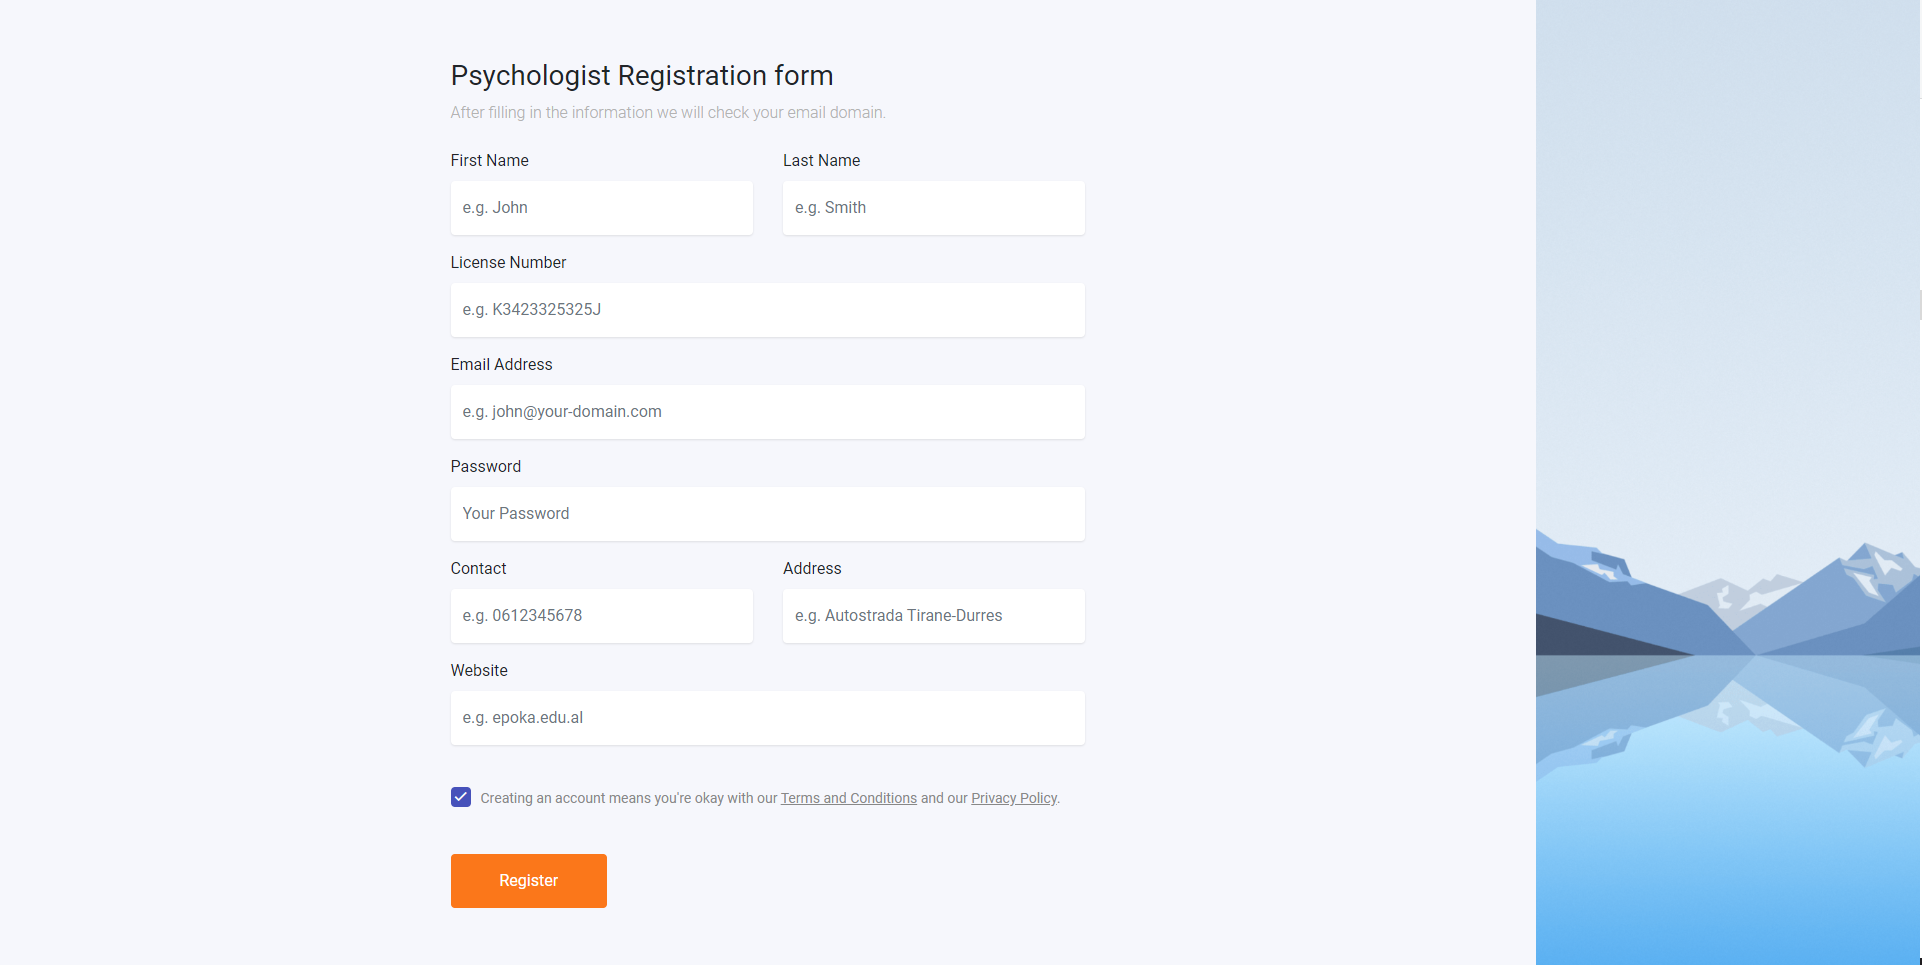 Psychologist Registration form
After filling in the information we will check your email domain.
First Name
Last Name
e.g. John
e.g. Smith
License Number
e.g. K3423325325J
Email Address
e.g. john@your-domain.com
Password
Your Password
Contact
Address
e.g. 0612345678
e.g. Autostrada Tirane-Durres
Website
e.g. epoka.edu.al
Creating an account means you're okay with our Terms and Conditions and our Privacy Policy.
Register